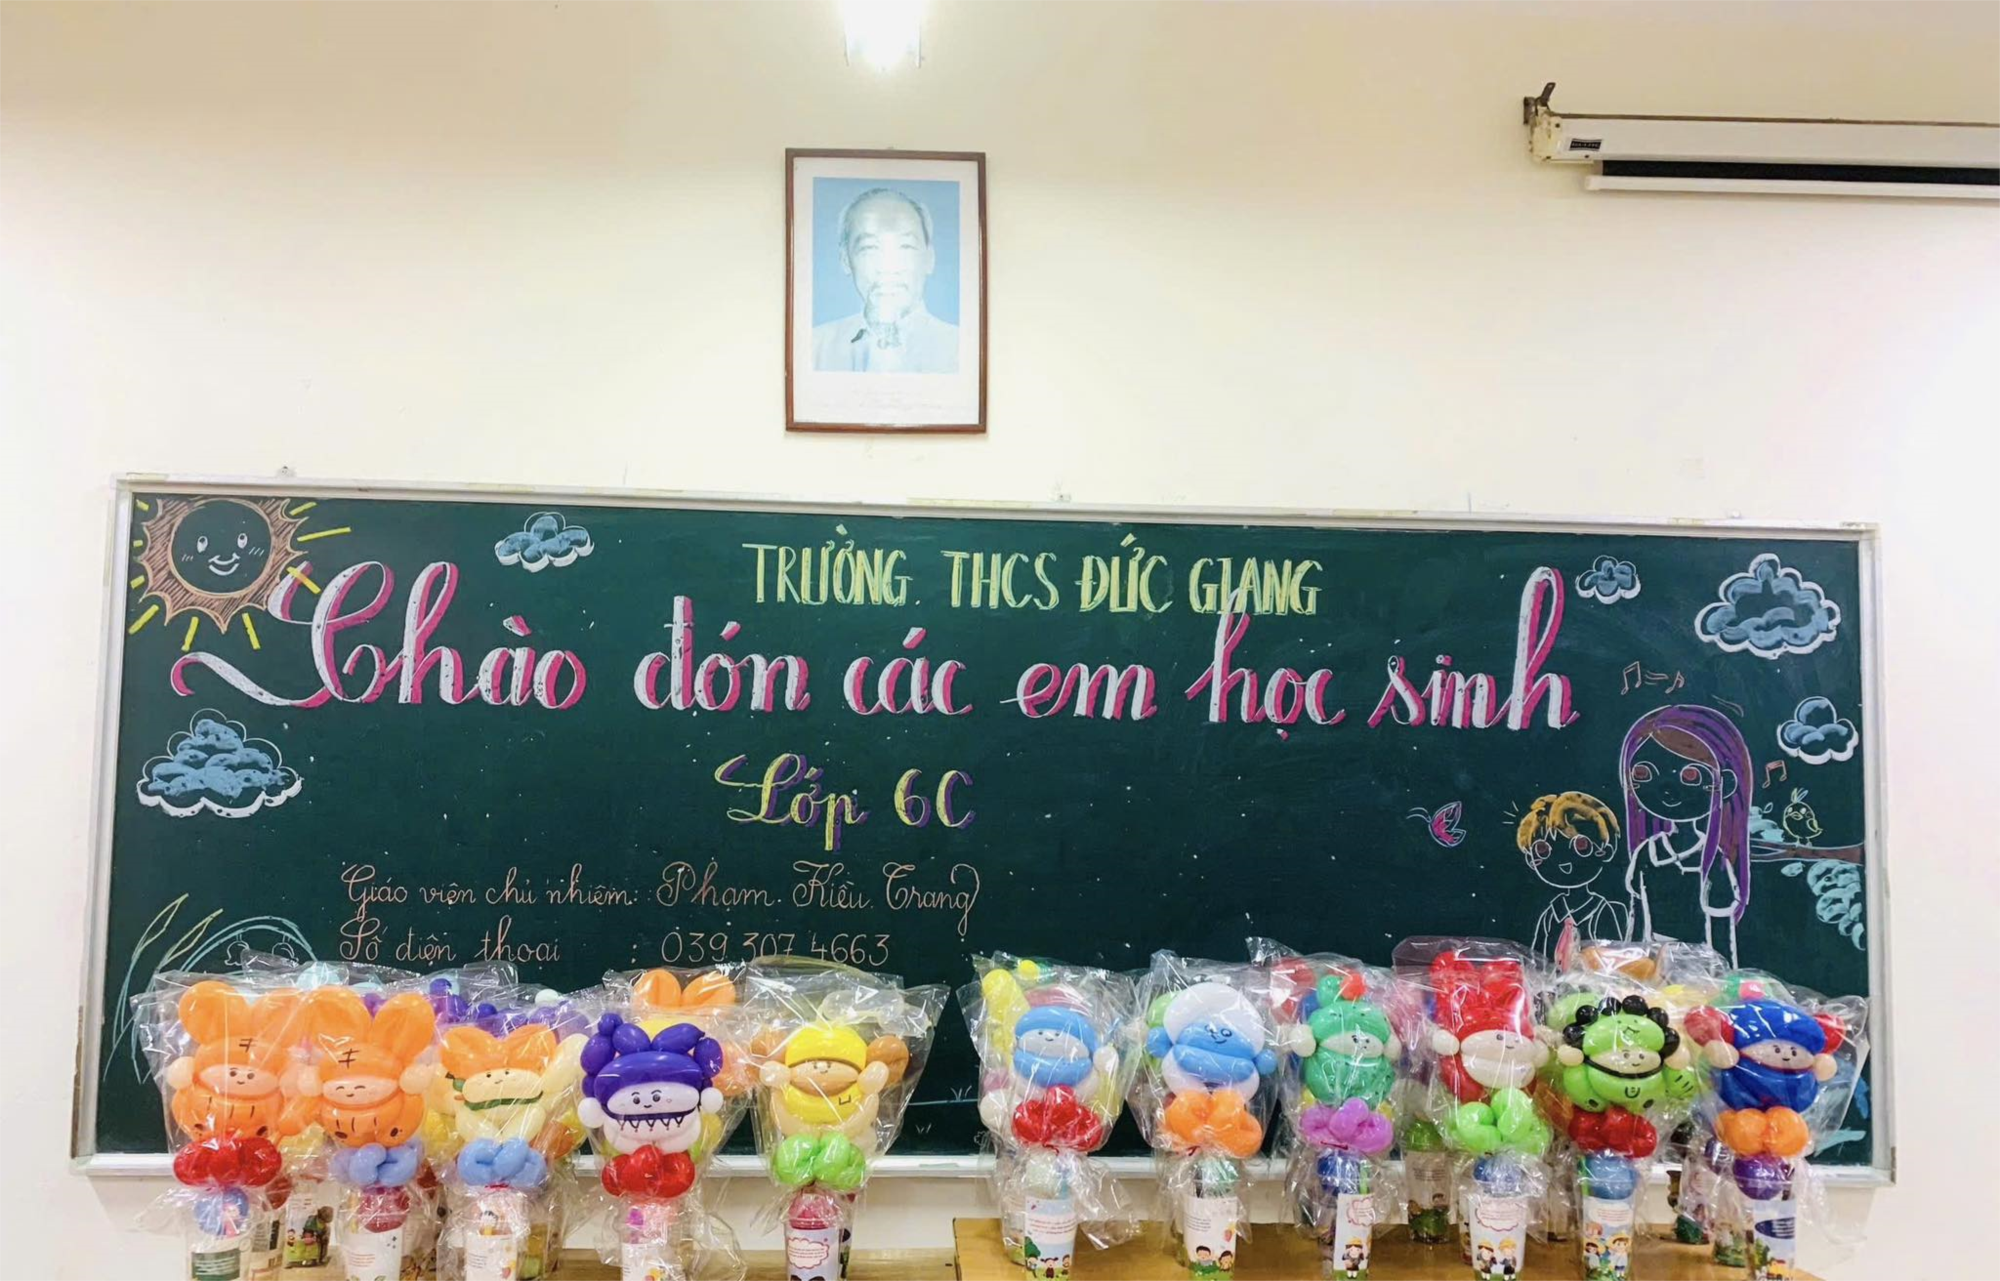 TRƯỜNG. THCS ĐỨC GIANG
Chào đón các em học sinh
Lớp 6C
Giáo viên chủ nhiệm: Phạm. Kiều. Trang
Số điện thoại : 039 307 4663